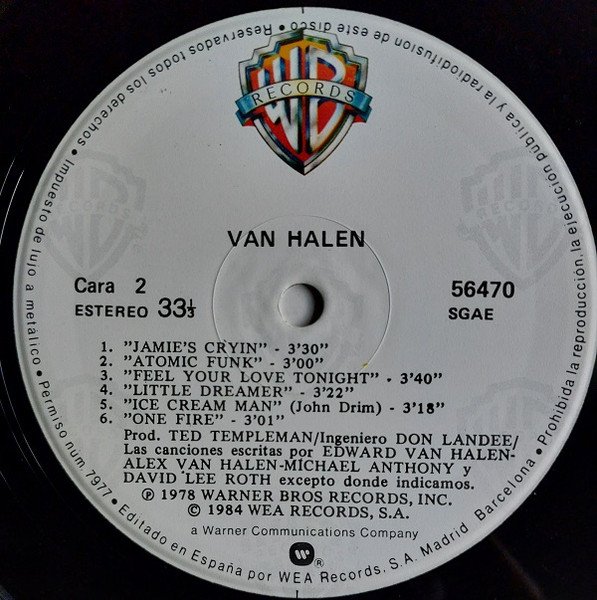 Reservados todos los derechos • Impuesto de lujo a metálico • Permiso núm 7977 • Editado en España por WEA Records, S.A. Madrid Barcelona • Prohibida la reproducción, la ejecución pública y la radiodifusión de este disco •
WB
RECORDS
VAN HALEN
Cara 2
56470
ESTEREO 33⅓
SGAE
1. "JAMIE'S CRYIN" - 3'30"
2. "ATOMIC FUNK" - 3'00"
3. "FEEL YOUR LOVE TONIGHT" - 3'40"
4. "LITTLE DREAMER" - 3'22"
5. "ICE CREAM MAN" (John Drim) - 3'18"
6. "ONE FIRE" - 3'01"
Prod. TED TEMPLEMAN/Ingeniero DON LANDEE/
Las canciones escritas por EDWARD VAN HALEN-
ALEX VAN HALEN-MICHAEL ANTHONY y
DAVID LEE ROTH excepto donde indicamos.
Ⓟ 1978 WARNER BROS RECORDS, INC.
© 1984 WEA RECORDS, S.A.
a Warner Communications Company
®